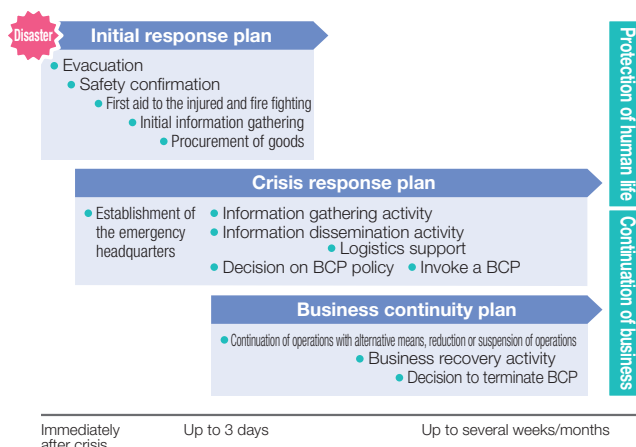 Disaster
Initial response plan
Evacuation
Safety confirmation
First aid to the injured and fire fighting
Initial information gathering
Procurement of goods
Crisis response plan
Establishment of
the emergency
headquarters
Information gathering activity
Information dissemination activity
Logistics support
Decision on BCP policy
Invoke a BCP
Business continuity plan
Continuation of operations with alternative means, reduction or suspension of operations
Business recovery activity
Decision to terminate BCP
Protection of human life
Continuation of business
Immediately
after crisis
Up to 3 days
Up to several weeks/months